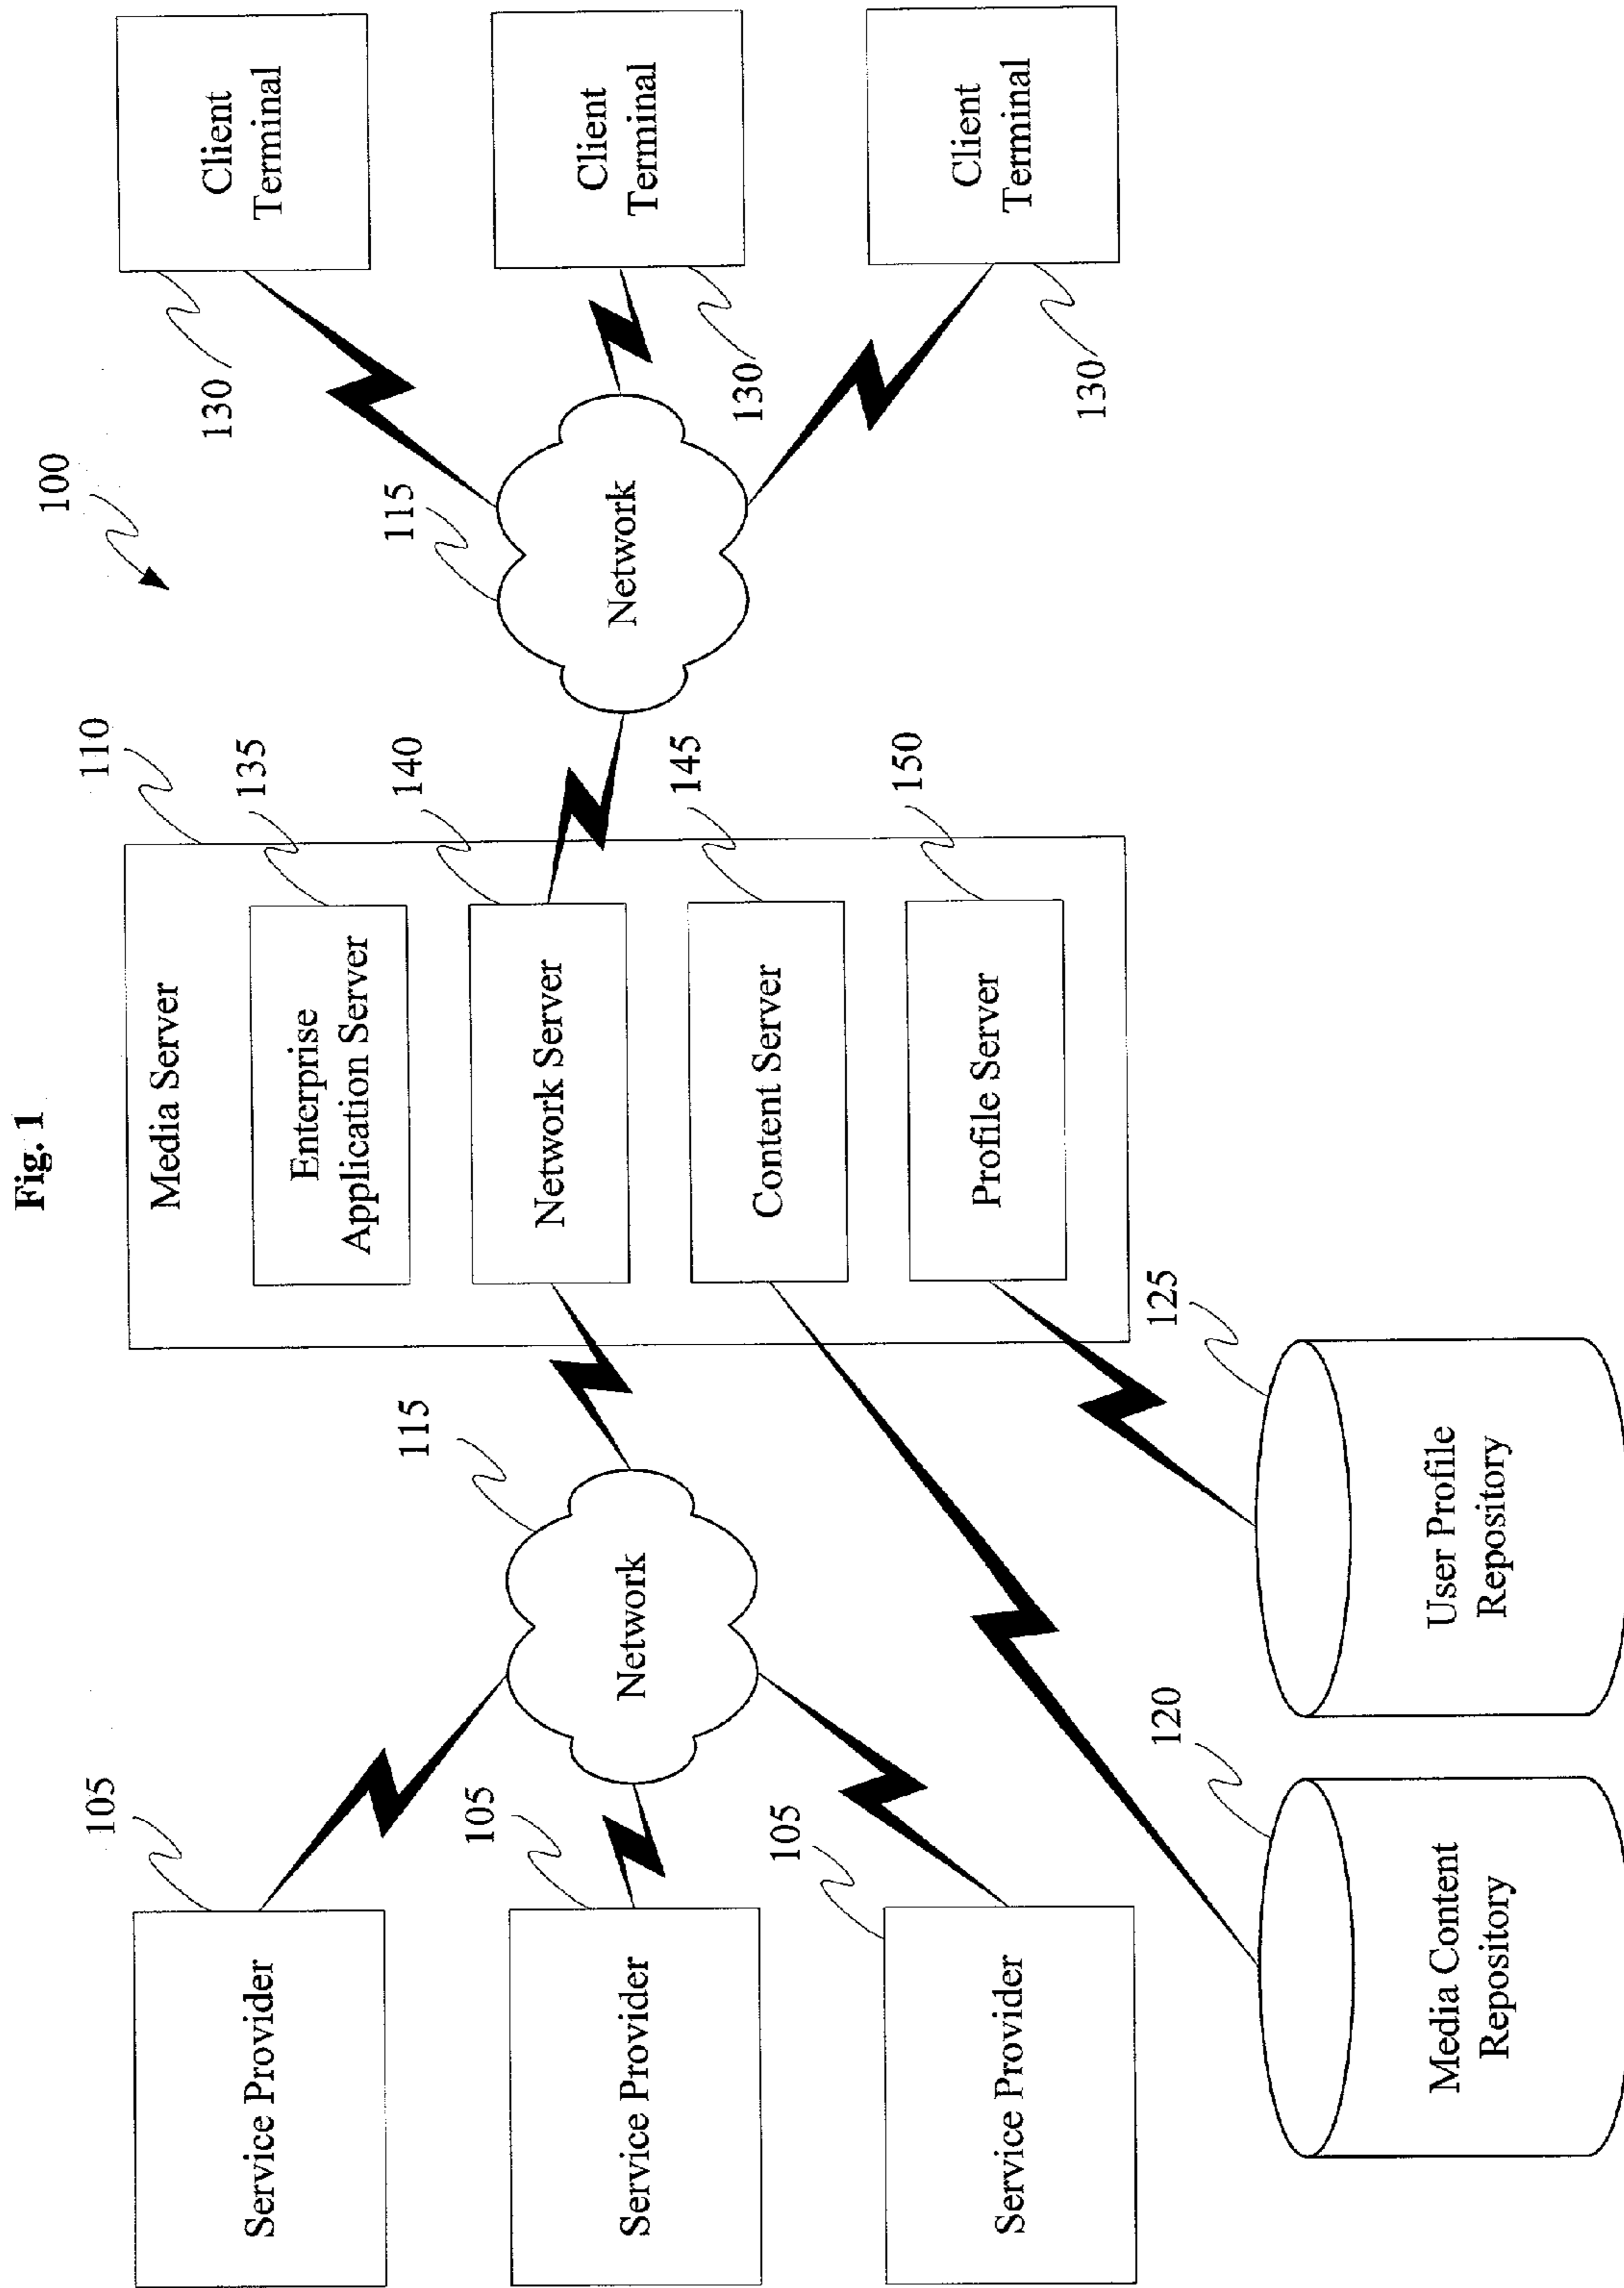 Fig. 1
100
Service Provider
105
Service Provider
105
Service Provider
105
Network
115
Media Server
110
Enterprise
Application Server
135
Network Server
140
Content Server
145
Profile Server
150
Network
115
Client
Terminal
130
Client
Terminal
130
Client
Terminal
130
Media Content
Repository
120
User Profile
Repository
125